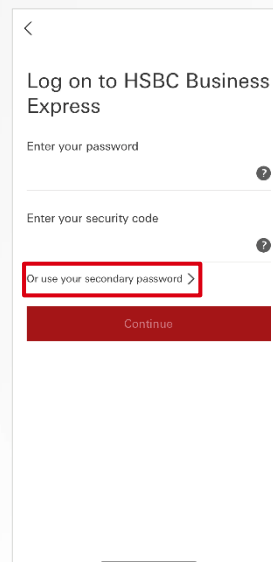 Log on to HSBC Business
Express
Enter your password
?
Enter your security code
?
Or use your secondary password
Continue